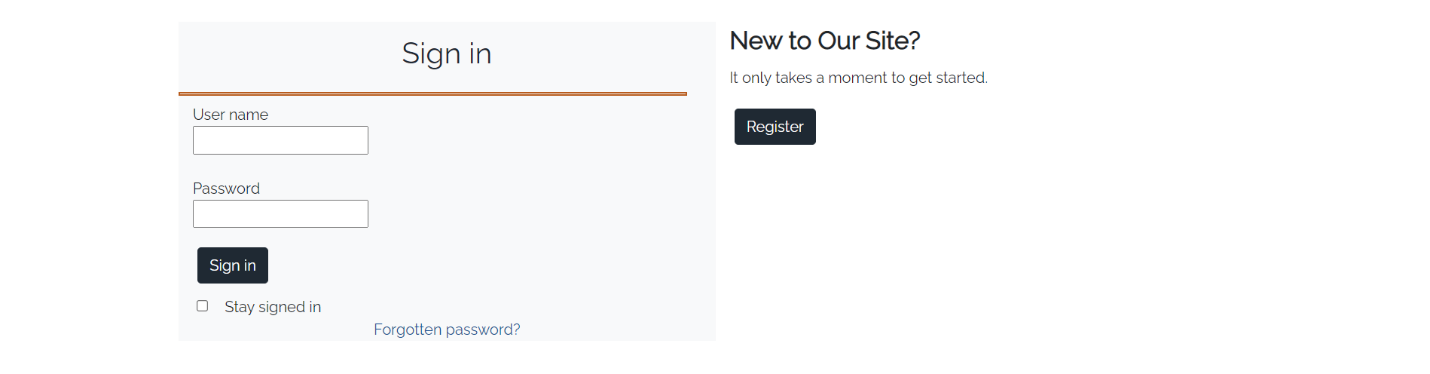 Sign in
User name
Password
Sign in
Stay signed in
Forgotten password?
New to Our Site?
It only takes a moment to get started.
Register